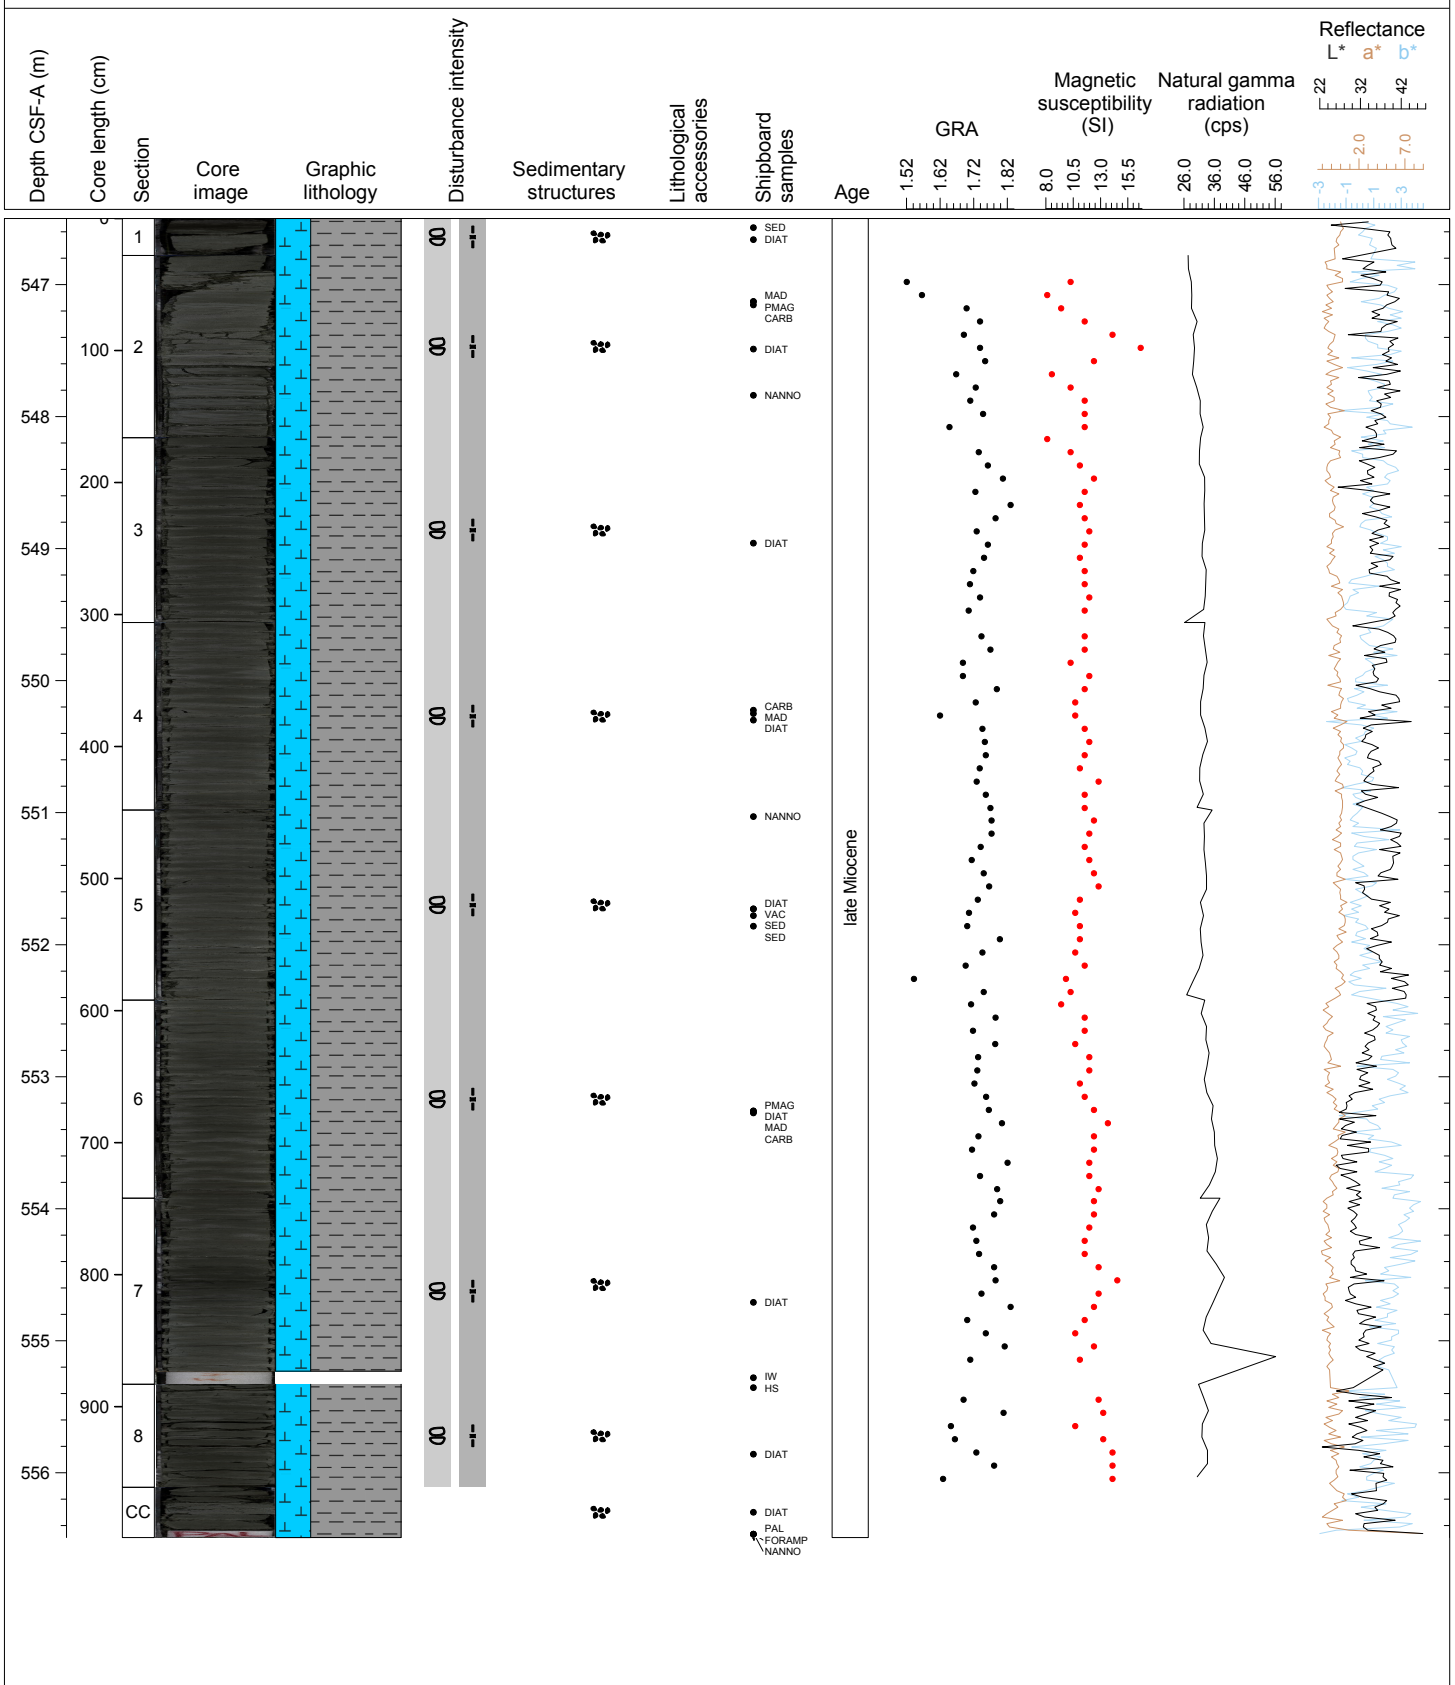 Depth CSF-A (m)
Core length (cm)
Section
Core
image
Graphic
lithology
Disturbance intensity
Sedimentary
structures
Lithological
accessories
Shipboard
samples
Age
GRA
1.52 1.62 1.72 1.82
Magnetic
susceptibility
(SI)
8.0 10.5 13.0 15.5
Natural gamma
radiation
(cps)
26.0 36.0 46.0 56.0
Reflectance
L* a* b*
22 32 42
2.0 7.0
-3 -1 1 3
0
1
SED
DIAT
547
MAD
PMAG
CARB
100
2
DIAT
NANNO
548
200
3
DIAT
549
300
550
4
CARB
MAD
DIAT
400
551
NANNO
late Miocene
500
5
DIAT
VAC
SED
SED
552
600
553
6
PMAG
DIAT
MAD
CARB
700
554
800
7
DIAT
555
IW
HS
900
8
DIAT
556
CC
DIAT
PAL
FORAMP
NANNO